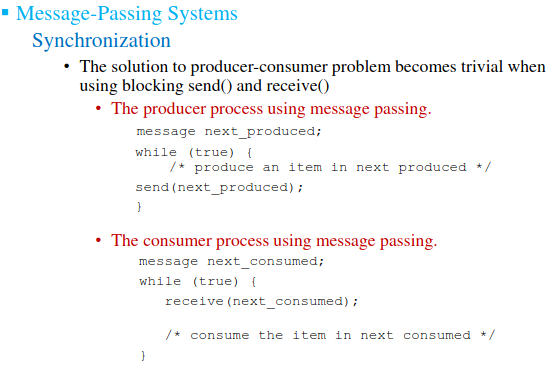 ▪ Message-Passing Systems
Synchronization
• The solution to producer-consumer problem becomes trivial when
using blocking send() and receive()
• The producer process using message passing.
message next_produced;
while (true) {
/* produce an item in next produced */
send(next_produced);
}
• The consumer process using message passing.
message next_consumed;
while (true) {
receive(next_consumed);
/* consume the item in next consumed */
}